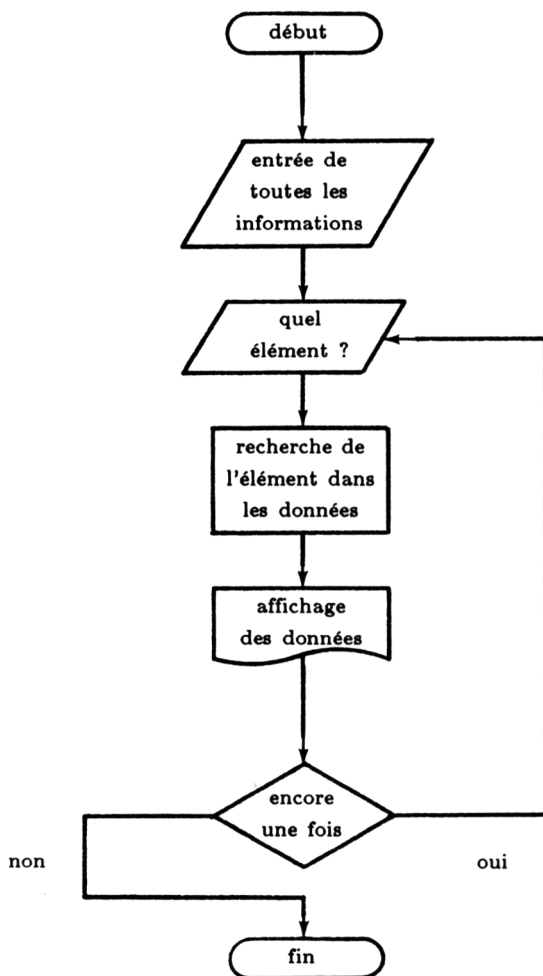 début
entrée de
toutes les
informations
quel
élément ?
recherche de
l'élément dans
les données
affichage
des données
encore
une fois
non
oui
fin